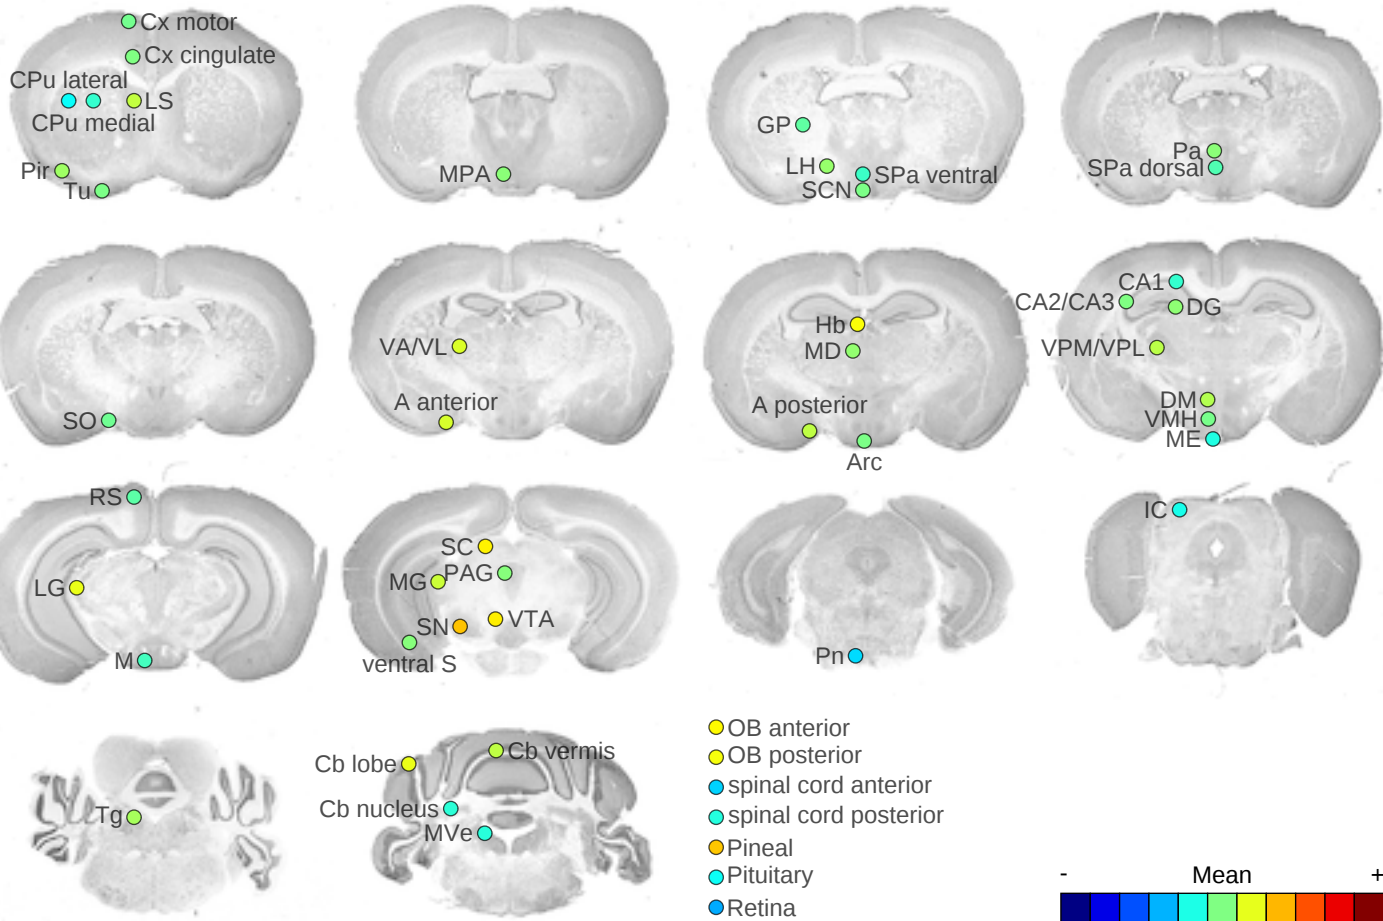 Cx motor
Cx cingulate
CPu lateral
LS
CPu medial
Pir
Tu
MPA
GP
LH
SPa ventral
SCN
Pa
SPa dorsal
SO
VA/VL
A anterior
Hb
MD
A posterior
Arc
CA1
CA2/CA3
DG
VPM/VPL
DM
VMH
ME
RS
LG
M
SC
PAG
MG
VTA
SN
ventral S
Pn
IC
Tg
Cb lobe
Cb vermis
Cb nucleus
MVe
OB anterior
OB posterior
spinal cord anterior
spinal cord posterior
Pineal
Pituitary
Retina
- Mean +